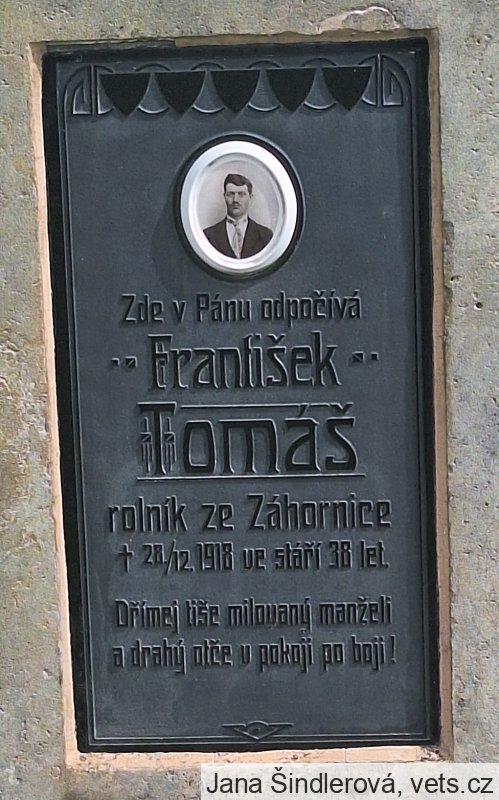 Zde v Pánu odpočívá
František
Tomáš
rolník ze Záhornice
† 28./12. 1918 ve stáří 38 let.
Dřímej tiše milovaný manželi
a drahý otče v pokoji po boji!
Jana Šindlerová, vets.cz